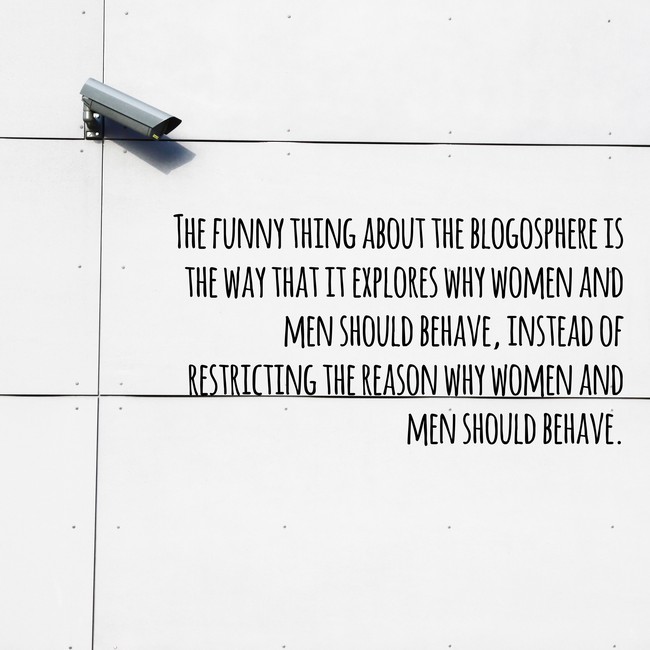 The funny thing about the blogosphere is
the way that it explores why women and
men should behave, instead of
restricting the reason why women and
men should behave.